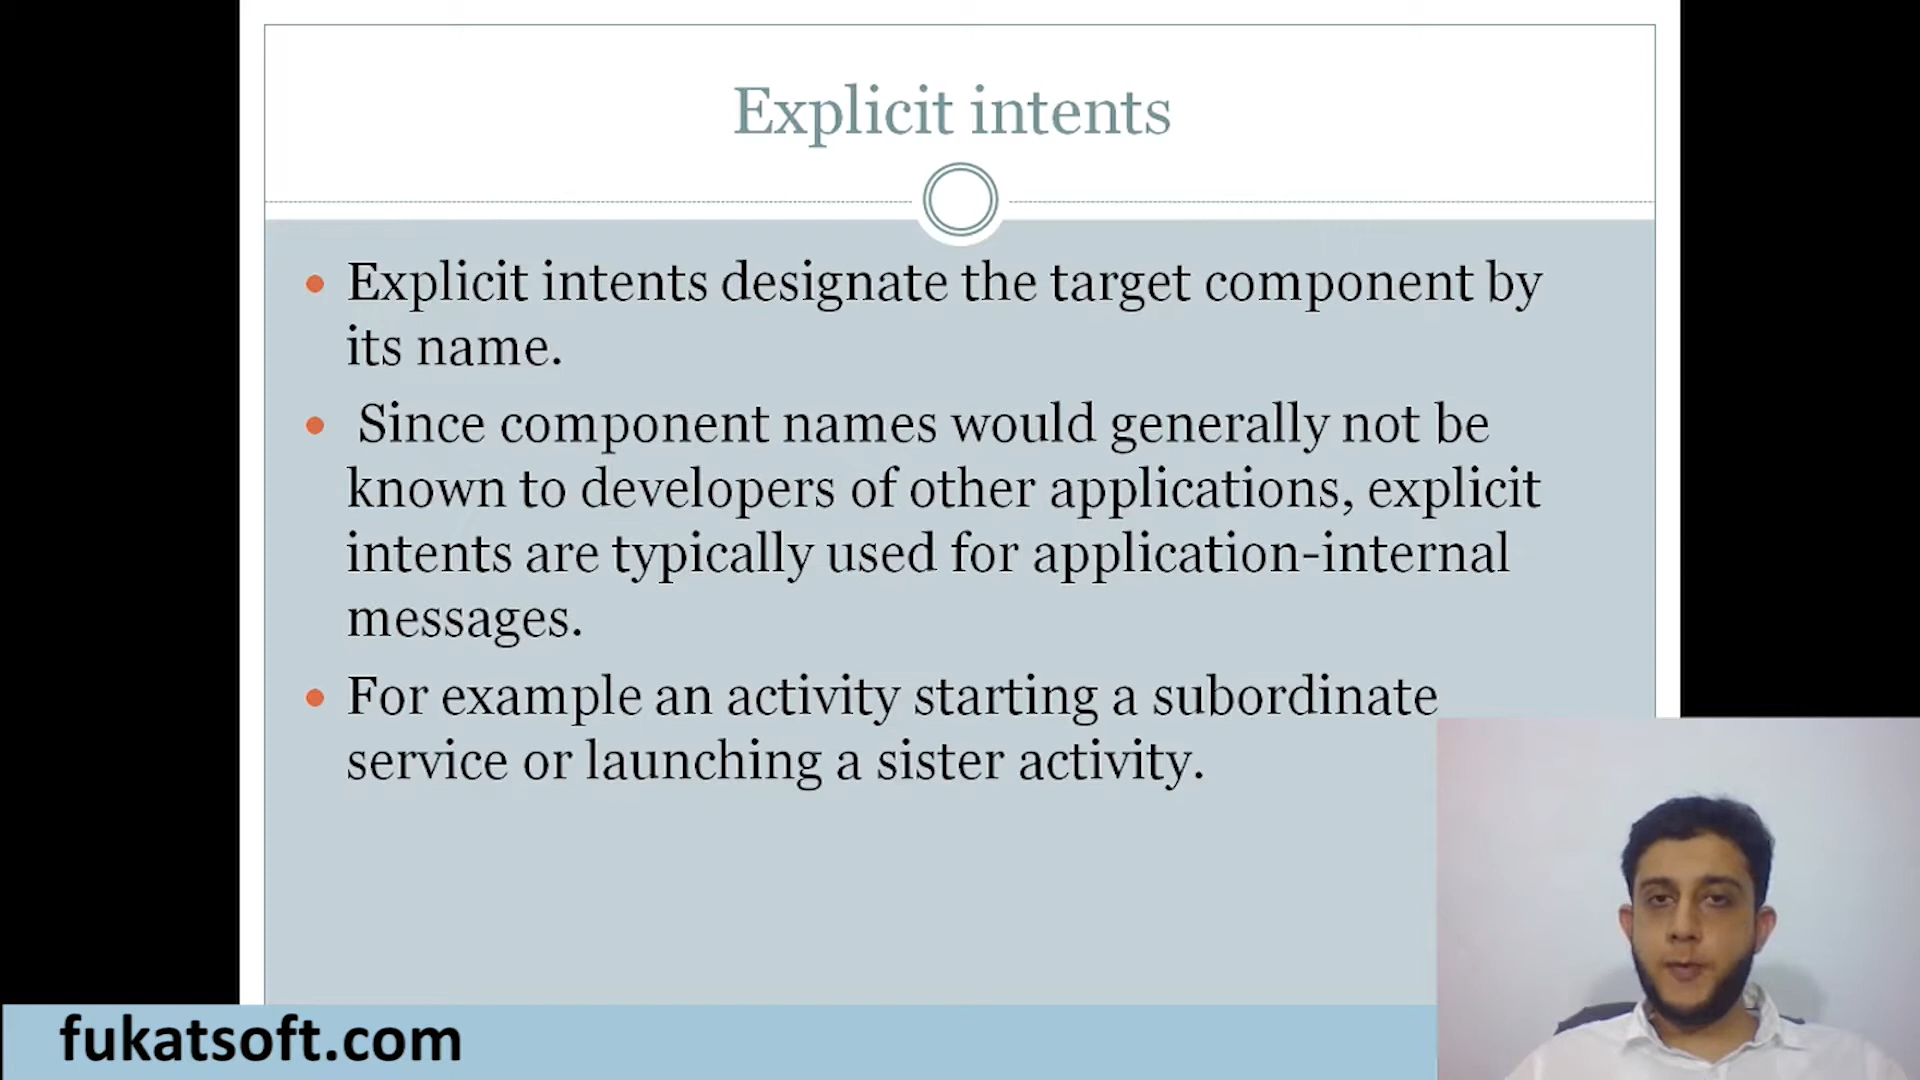 Explicit intents
• Explicit intents designate the target component by
its name.
• Since component names would generally not be
known to developers of other applications, explicit
intents are typically used for application-internal
messages.
• For example an activity starting a subordinate
service or launching a sister activity.
fukatsoft.com